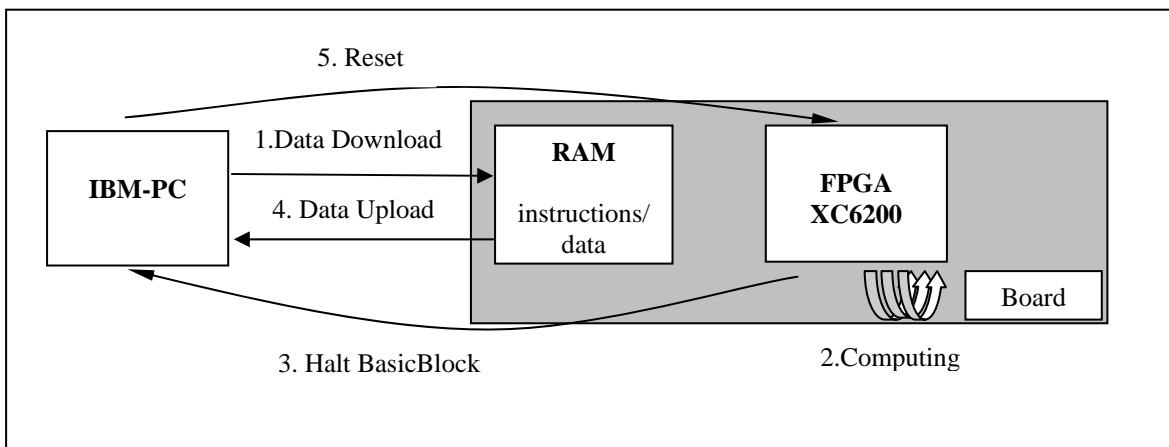 5. Reset
1.Data Download
IBM-PC
4. Data Upload
RAM
instructions/
data
FPGA
XC6200
Board
3. Halt BasicBlock
2.Computing